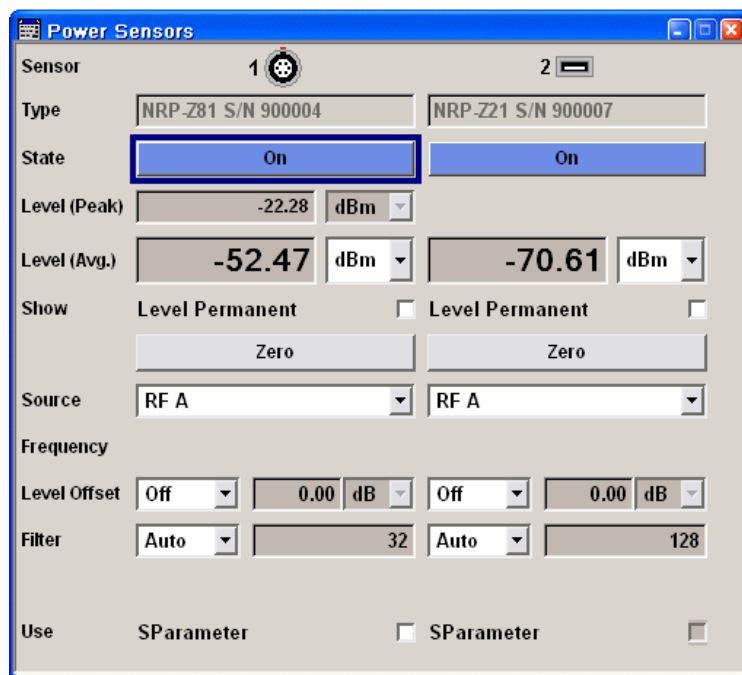 Power Sensors
Sensor 1 2
Type NRP-Z81 S/N 900004 NRP-Z21 S/N 900007
State On On
Level (Peak) -22.28 dBm
Level (Avg.) -52.47 dBm -70.61 dBm
Show Level Permanent Level Permanent
Zero Zero
Source RF A RF A
Frequency
Level Offset Off 0.00 dB Off 0.00 dB
Filter Auto 32 Auto 128
Use SParameter SParameter